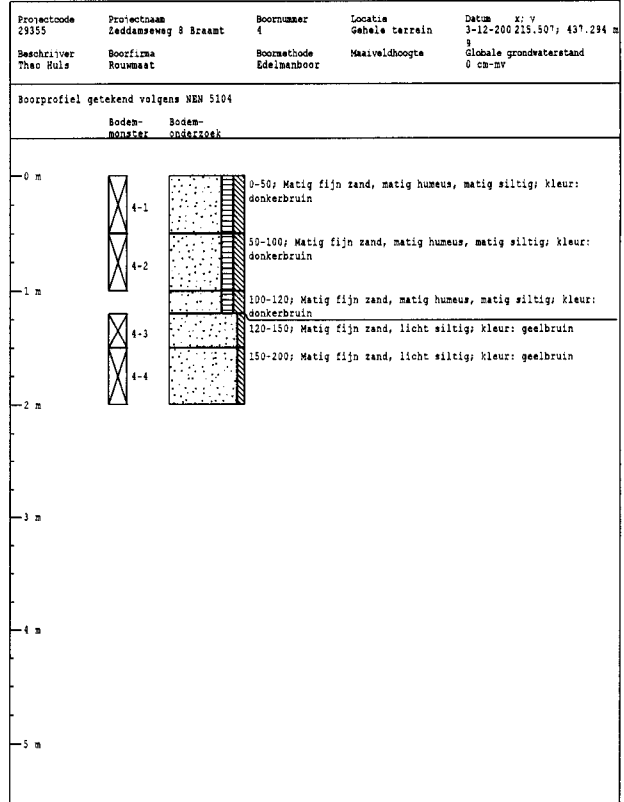 Projectcode Projectnaam Boornummer Locatie Datum x; y
29355 Zeddamseweg 8 Braamt 4 Gehele terrein 3-12-200 215.507; 437.294 m
9
Beschrijver Boorfirma Boormethode Maaiveldhoogte Globale grondwaterstand
Theo Huls Rouwmaat Edelmanboor 0 cm-mv
Boorprofiel getekend volgens NEN 5104
Bodem- Bodem-
monster onderzoek
0 m
0-50; Matig fijn zand, matig humeus, matig siltig; kleur:
donkerbruin
4-1
50-100; Matig fijn zand, matig humeus, matig siltig; kleur:
donkerbruin
4-2
1 m
100-120; Matig fijn zand, matig humeus, matig siltig; kleur:
donkerbruin
4-3
120-150; Matig fijn zand, licht siltig; kleur: geelbruin
150-200; Matig fijn zand, licht siltig; kleur: geelbruin
4-4
2 m
3 m
4 m
5 m